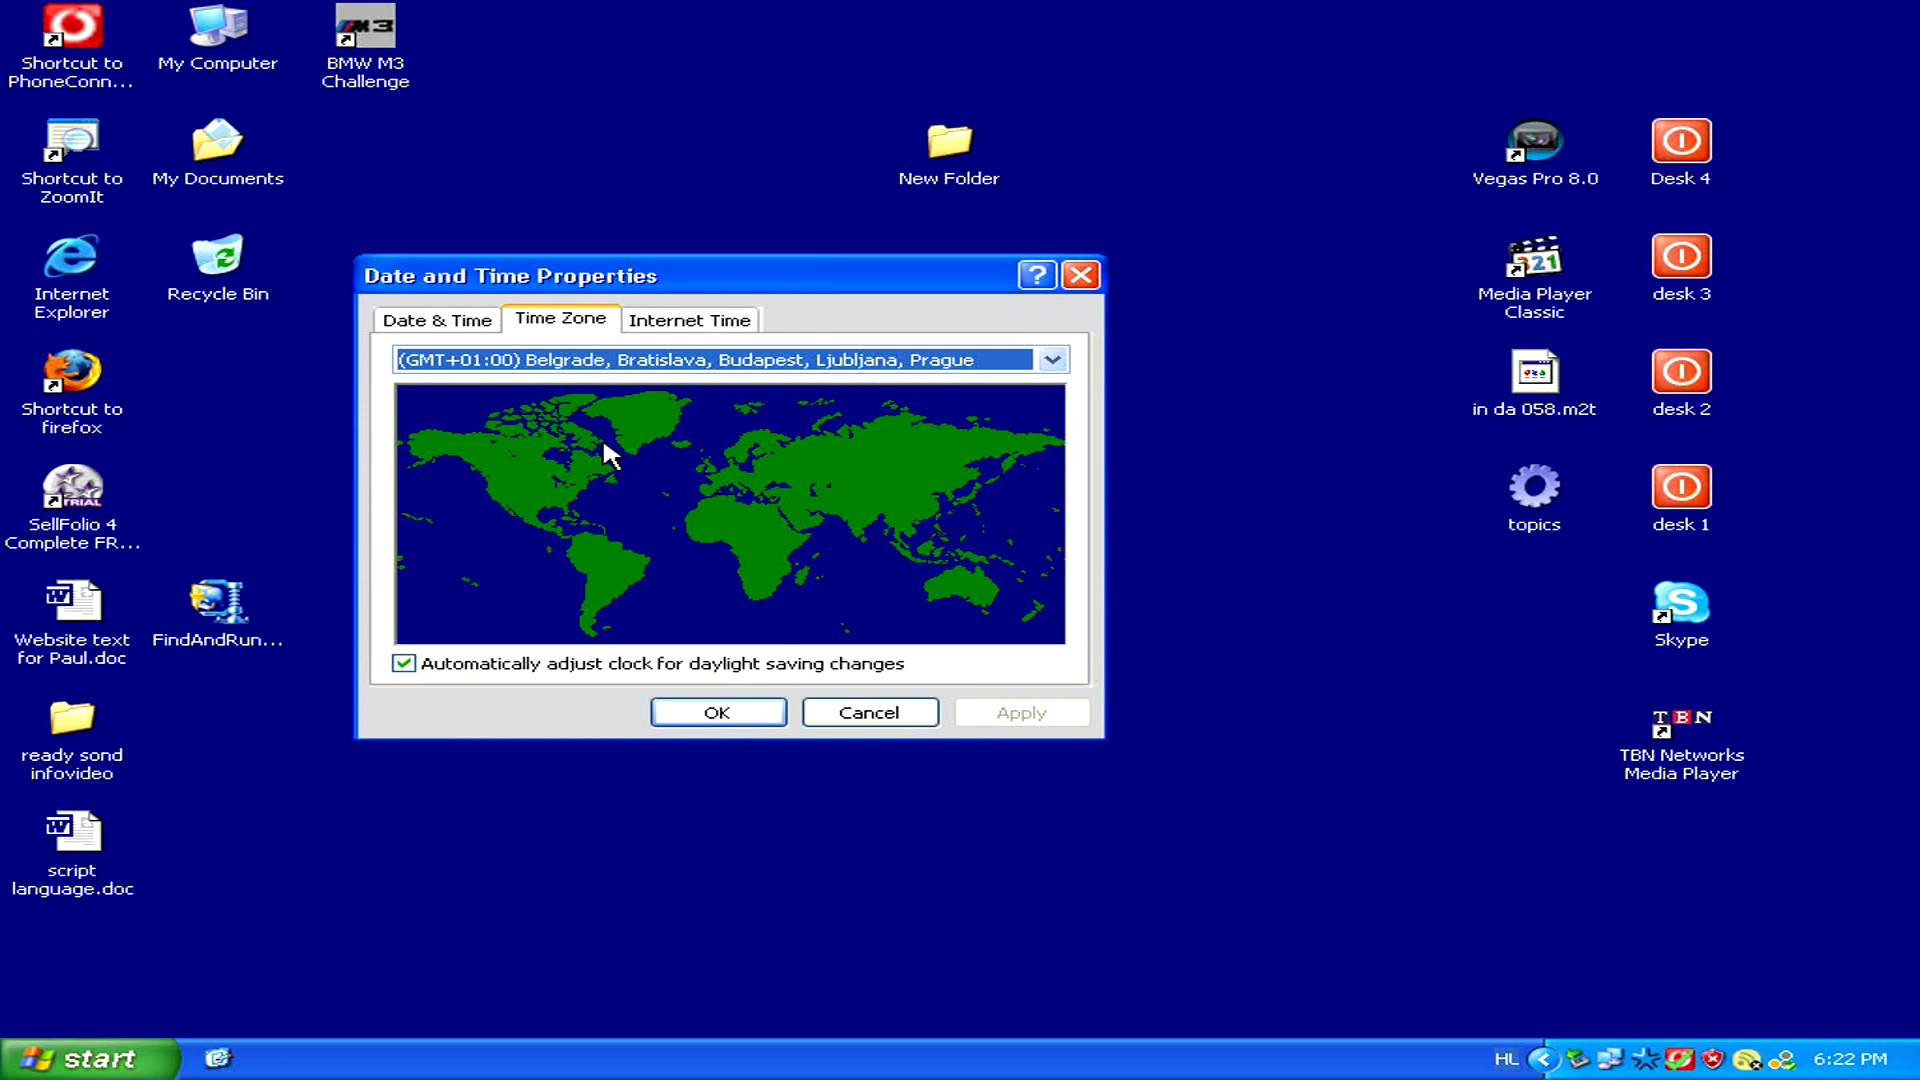 Shortcut to
PhoneConn...
My Computer
M3
BMW M3
Challenge
Shortcut to
ZoomIt
My Documents
New Folder
Vegas Pro 8.0
Desk 4
Internet
Explorer
Recycle Bin
321
Media Player
Classic
desk 3
Date and Time Properties
?
Date & Time
Time Zone
Internet Time
(GMT+01:00) Belgrade, Bratislava, Budapest, Ljubljana, Prague
Automatically adjust clock for daylight saving changes
OK
Cancel
Apply
Shortcut to
firefox
in da 058.m2t
desk 2
TRIAL
SellFolio 4
Complete FR...
topics
desk 1
W
Website text
for Paul.doc
FindAndRun...
S
Skype
ready sond
infovideo
TBN
TBN Networks
Media Player
W
script
language.doc
start
HL
6:22 PM